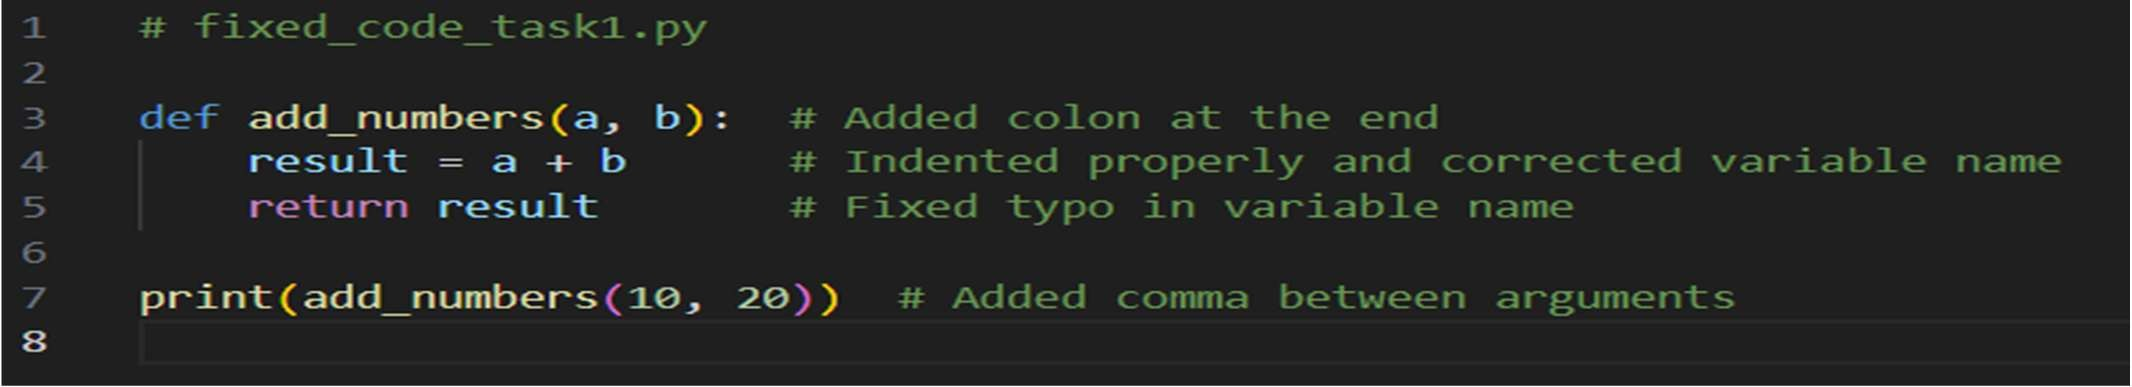 1 # fixed_code_task1.py
2
3 def add_numbers(a, b):  # Added colon at the end
4     result = a + b      # Indented properly and corrected variable name
5     return result       # Fixed typo in variable name
6
7 print(add_numbers(10, 20))  # Added comma between arguments
8